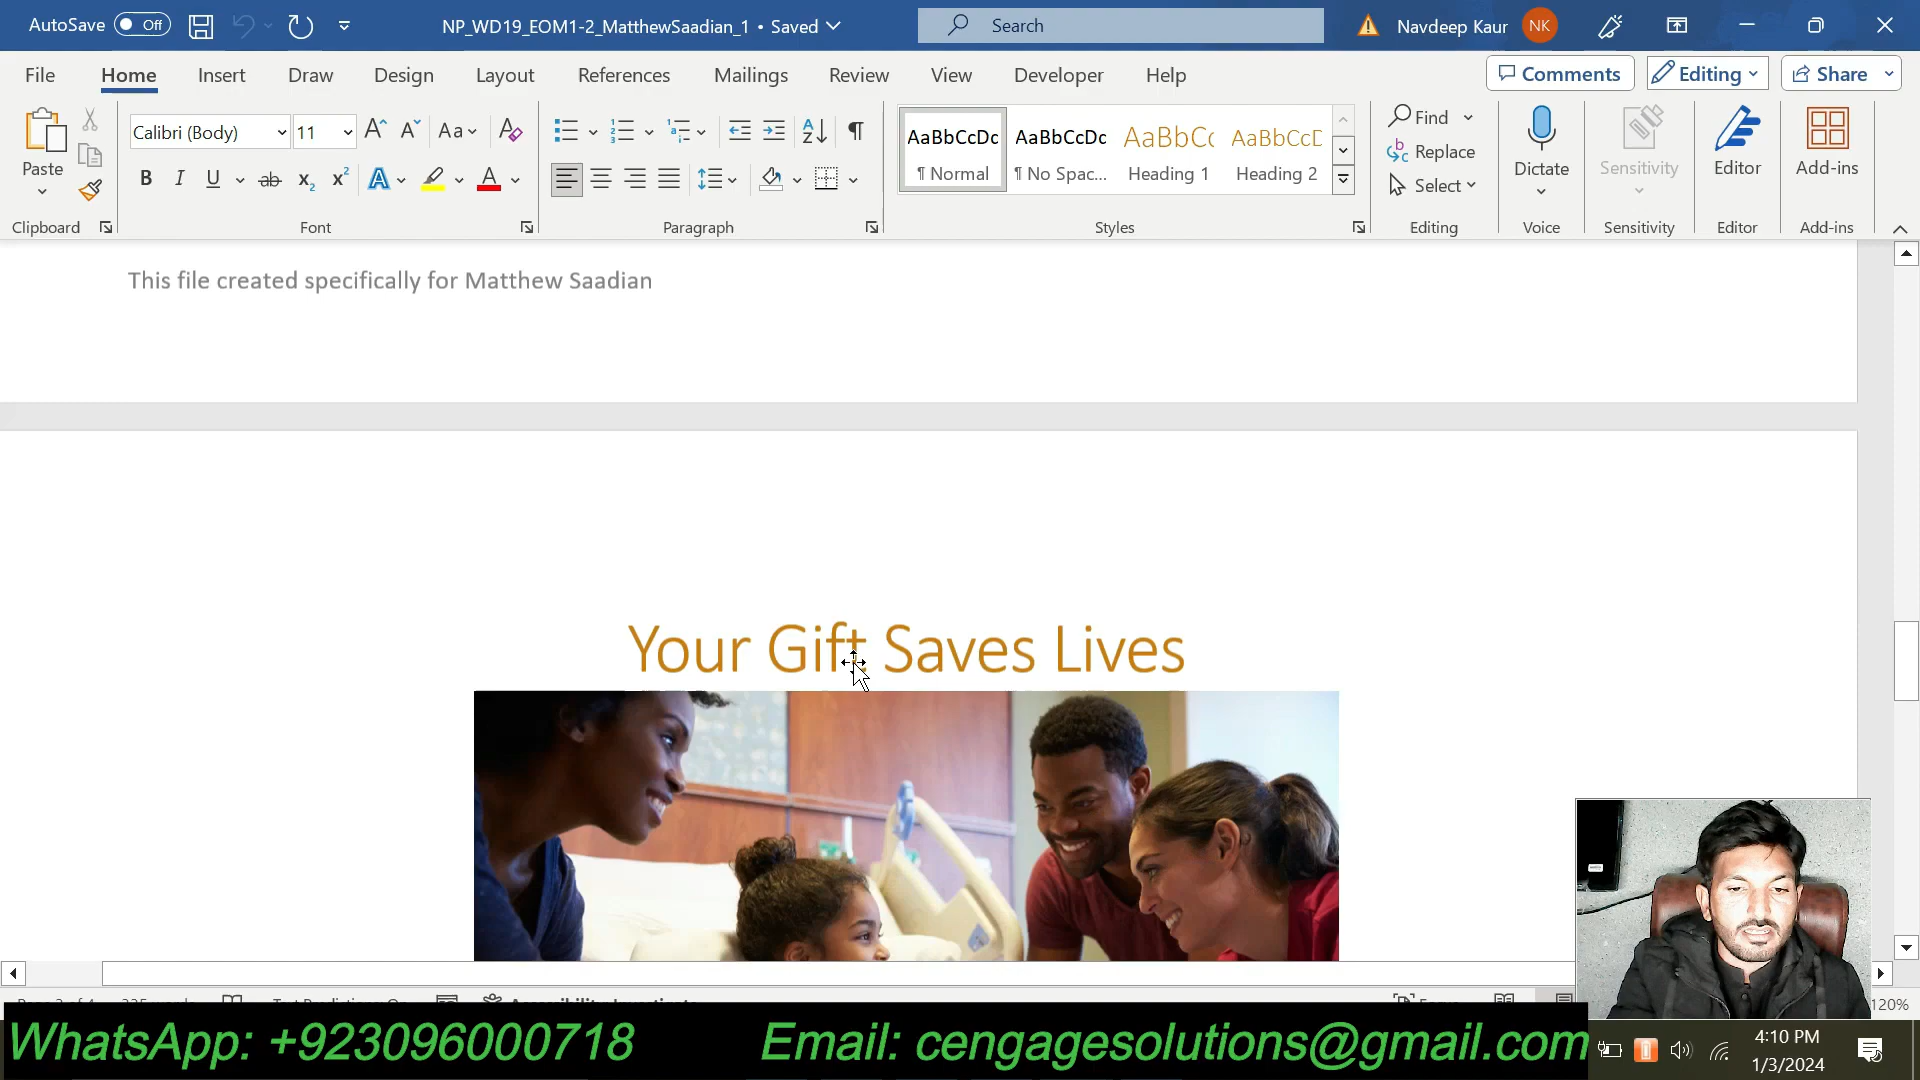 AutoSave Off NP_WD19_EOM1-2_MatthewSaadian_1 • Saved Search Navdeep Kaur NK
File Home Insert Draw Design Layout References Mailings Review View Developer Help Comments Editing Share
Paste Calibri (Body) 11 Aa AaBbCcDc AaBbCcDc AaBbCc AaBbCcD Find Dictate Sensitivity Editor Add-ins
¶ Normal ¶ No Spac... Heading 1 Heading 2 Replace
B I U ab x₂ x² A A Select
Clipboard Font Paragraph Styles Editing Voice Sensitivity Editor Add-ins
This file created specifically for Matthew Saadian
Your Gift Saves Lives
120%
WhatsApp: +923096000718 Email: cengagesolutions@gmail.com
4:10 PM
1/3/2024